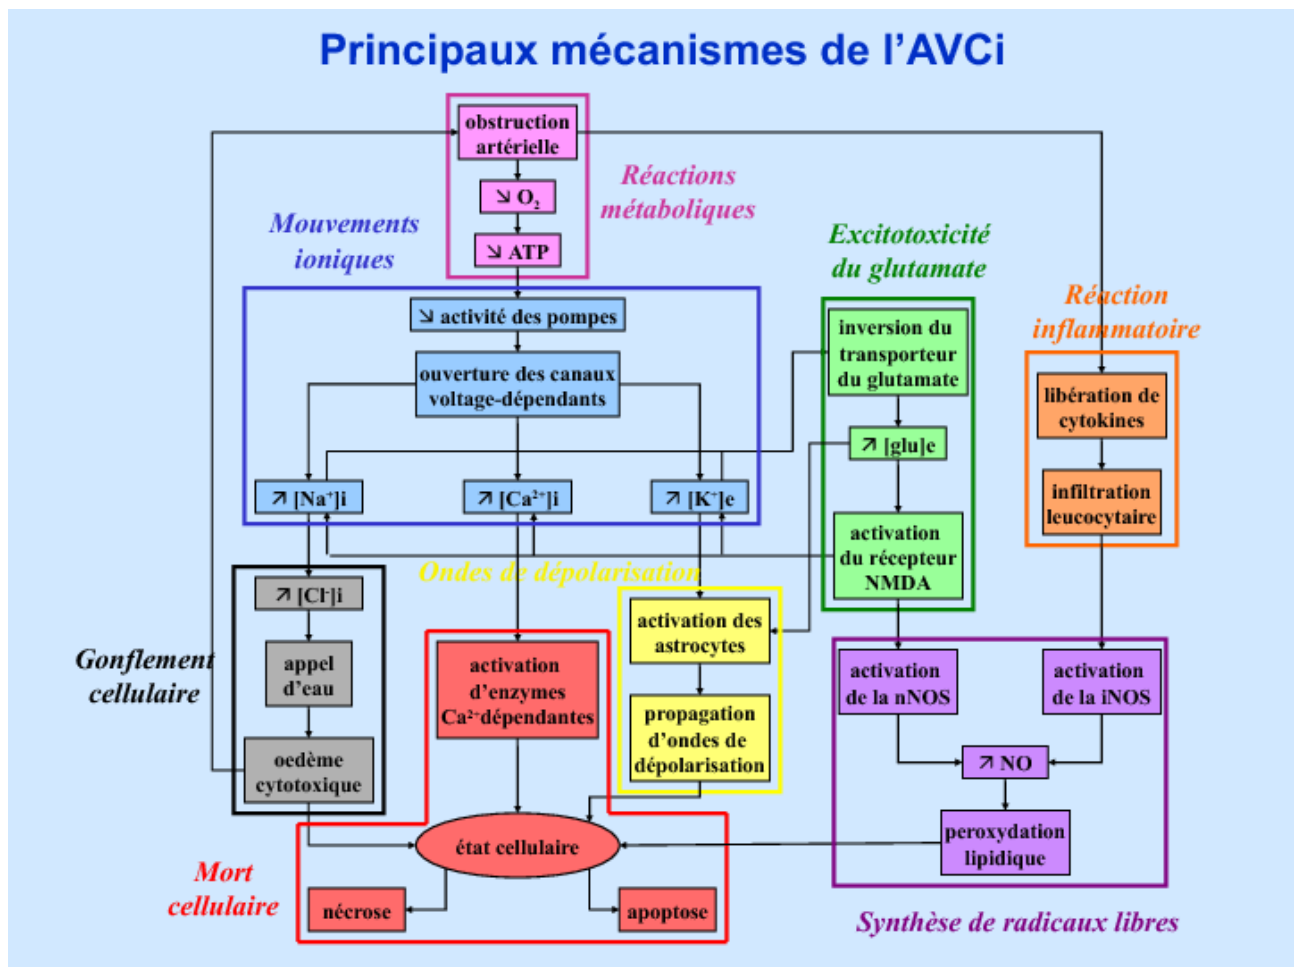 Principaux mécanismes de l'AVCi
obstruction
artérielle
↘ O₂
↘ ATP
Réactions
métaboliques
Mouvements
ioniques
↘ activité des pompes
ouverture des canaux
voltage-dépendants
↗ [Na⁺]i
↗ [Ca²⁺]i
↗ [K⁺]e
Excitotoxicité
du glutamate
inversion du
transporteur
du glutamate
↗ [glu]e
activation
du récepteur
NMDA
Réaction
inflammatoire
libération de
cytokines
infiltration
leucocytaire
Ondes de dépolarisation
activation des
astrocytes
propagation
d'ondes de
dépolarisation
Gonflement
cellulaire
↗ [Cl⁻]i
appel
d'eau
oedème
cytotoxique
activation
d'enzymes
Ca²⁺dépendantes
état cellulaire
nécrose
apoptose
Mort
cellulaire
activation
de la nNOS
activation
de la iNOS
↗ NO
peroxydation
lipidique
Synthèse de radicaux libres